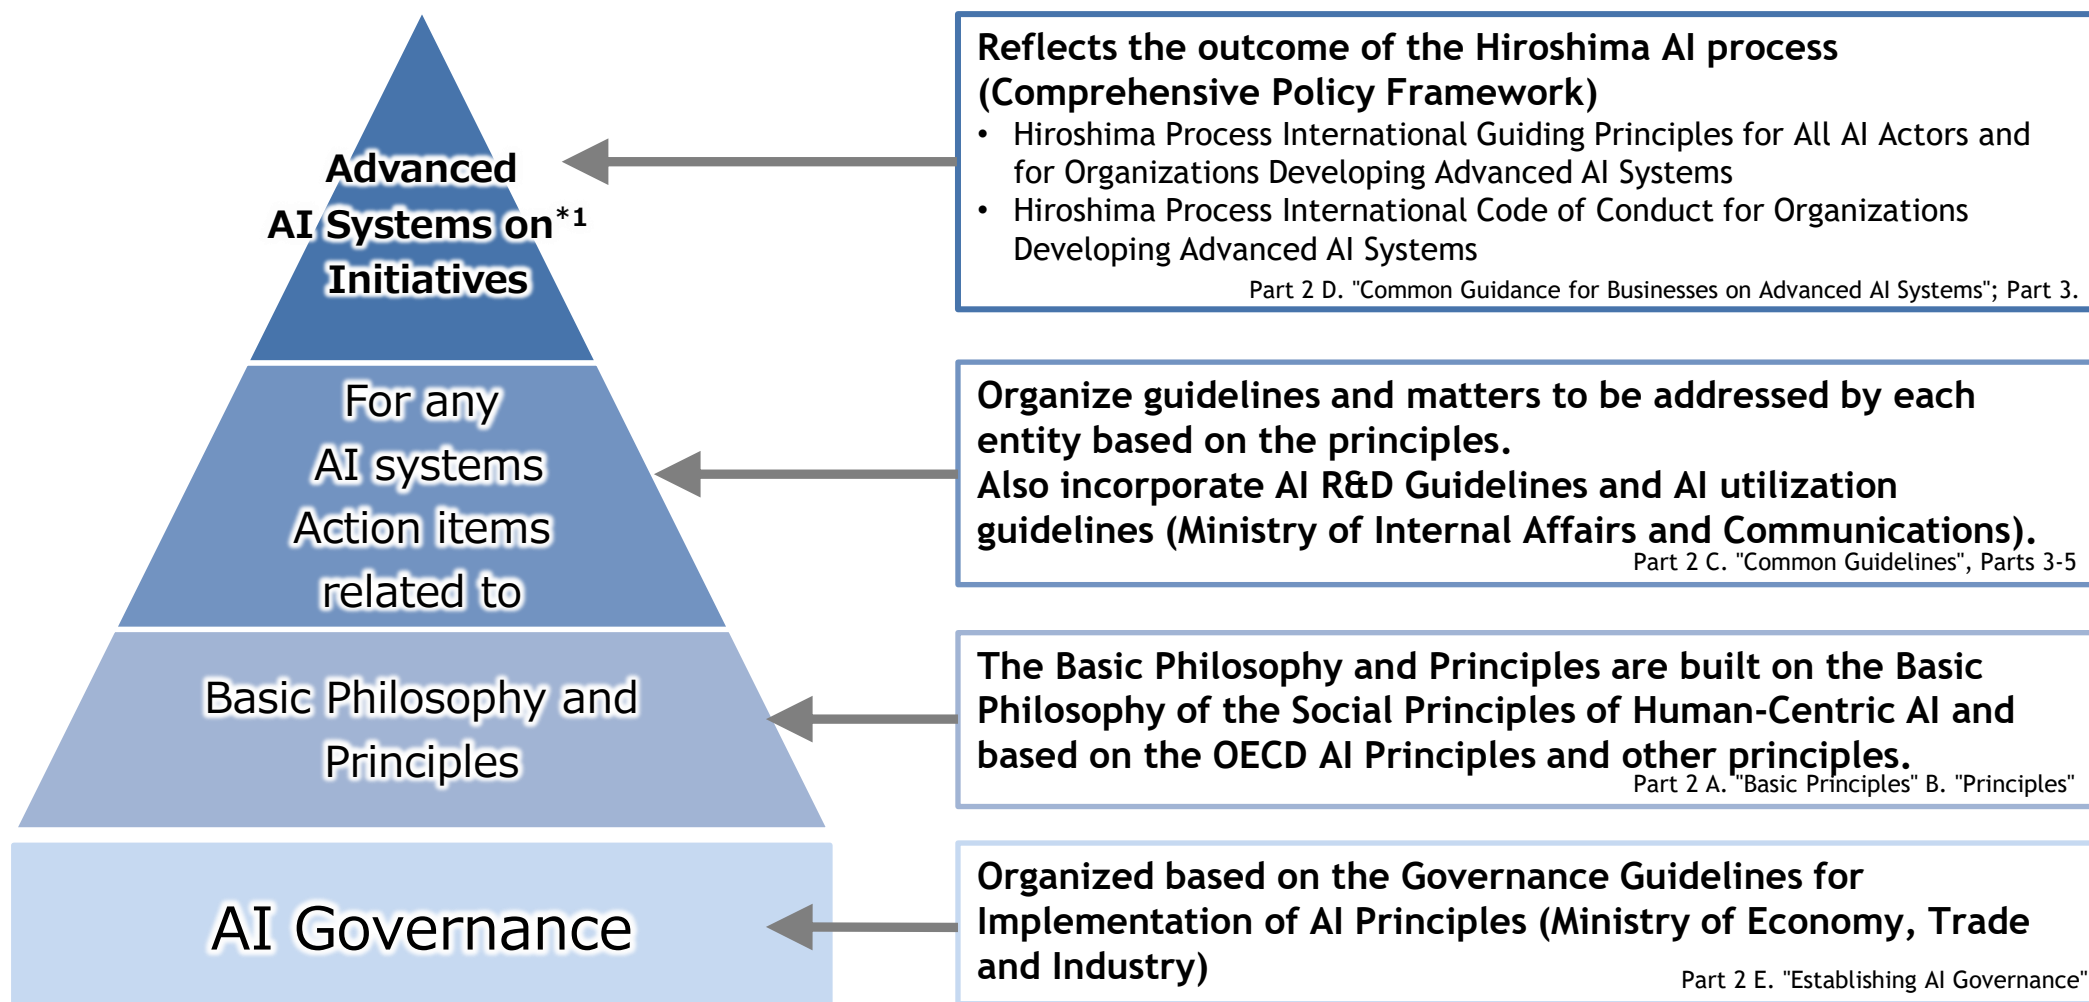 Advanced
AI Systems on*1
Initiatives
Reflects the outcome of the Hiroshima AI process
(Comprehensive Policy Framework)
• Hiroshima Process International Guiding Principles for All AI Actors and
for Organizations Developing Advanced AI Systems
• Hiroshima Process International Code of Conduct for Organizations
Developing Advanced AI Systems
Part 2 D. "Common Guidance for Businesses on Advanced AI Systems"; Part 3.
For any
AI systems
Action items
related to
Organize guidelines and matters to be addressed by each
entity based on the principles.
Also incorporate AI R&D Guidelines and AI utilization
guidelines (Ministry of Internal Affairs and Communications).
Part 2 C. "Common Guidelines", Parts 3-5
Basic Philosophy and
Principles
The Basic Philosophy and Principles are built on the Basic
Philosophy of the Social Principles of Human-Centric AI and
based on the OECD AI Principles and other principles.
Part 2 A. "Basic Principles" B. "Principles"
AI Governance
Organized based on the Governance Guidelines for
Implementation of AI Principles (Ministry of Economy, Trade
and Industry)
Part 2 E. "Establishing AI Governance"